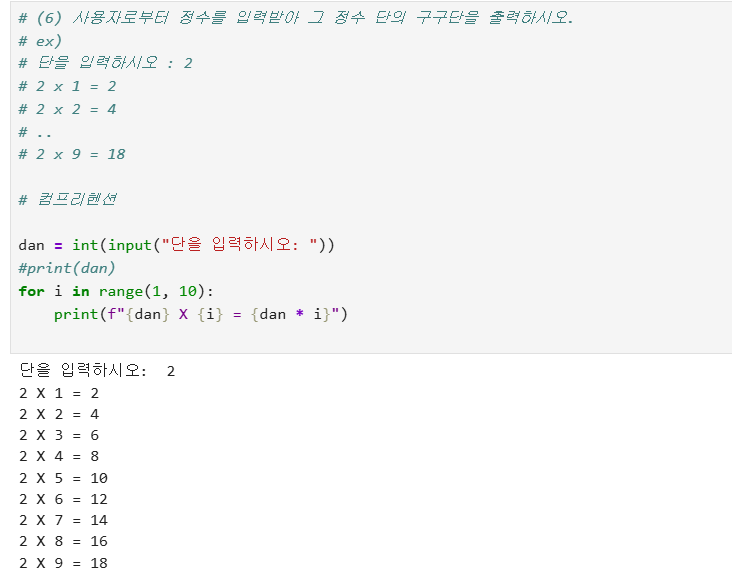 # (6) 사용자로부터 정수를 입력받아 그 정수 단의 구구단을 출력하시오.
# ex)
# 단을 입력하시오 : 2
# 2 x 1 = 2
# 2 x 2 = 4
# ..
# 2 x 9 = 18
# 컴프리헨션
dan = int(input("단을 입력하시오: "))
#print(dan)
for i in range(1, 10):
    print(f"{dan} X {i} = {dan * i}")
단을 입력하시오:  2
2 X 1 = 2
2 X 2 = 4
2 X 3 = 6
2 X 4 = 8
2 X 5 = 10
2 X 6 = 12
2 X 7 = 14
2 X 8 = 16
2 X 9 = 18